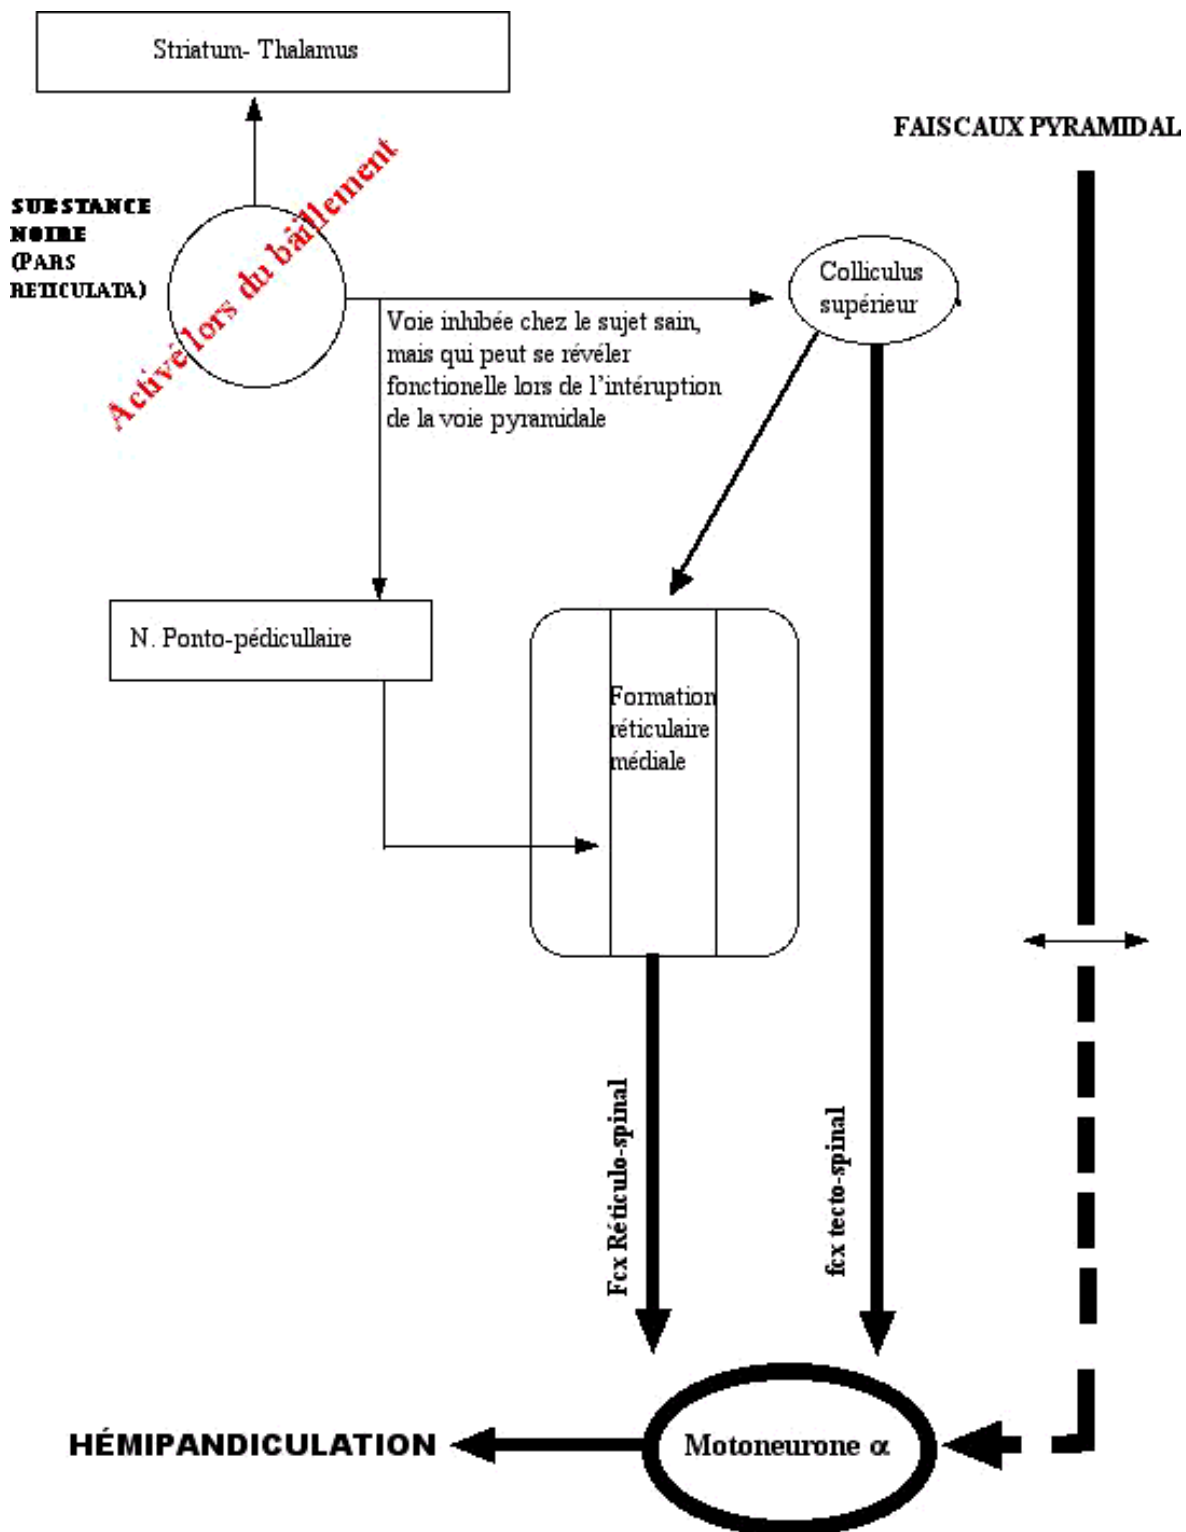 Striatum- Thalamus
FAISCAUX PYRAMIDAL
SUBSTANCE
NOIRE
(PARS
RETICULATA)
Activé lors du bâillement
Colliculus
supérieur
Voie inhibée chez le sujet sain,
mais qui peut se révéler
fonctionelle lors de l'intéruption
de la voie pyramidale
N. Ponto-pédicullaire
Formation
réticulaire
médiale
Fcx Réticulo-spinal
fcx tecto-spinal
HÉMIPANDICULATION
Motoneurone α